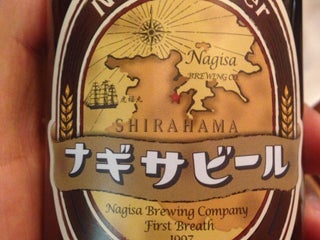 Nagisa
BREWING CO.
SHIRAHAMA
ナギサビール
Nagisa Brewing Company
First Breath
1997